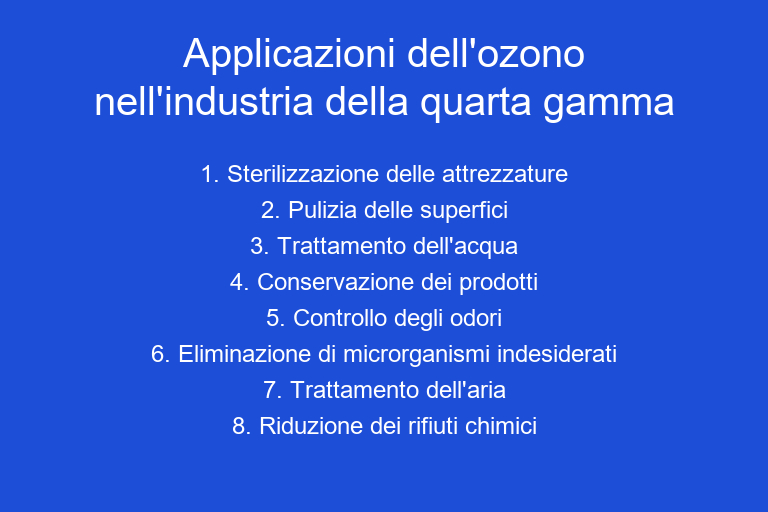 Applicazioni dell'ozono
nell'industria della quarta gamma
1. Sterilizzazione delle attrezzature
2. Pulizia delle superfici
3. Trattamento dell'acqua
4. Conservazione dei prodotti
5. Controllo degli odori
6. Eliminazione di microrganismi indesiderati
7. Trattamento dell'aria
8. Riduzione dei rifiuti chimici